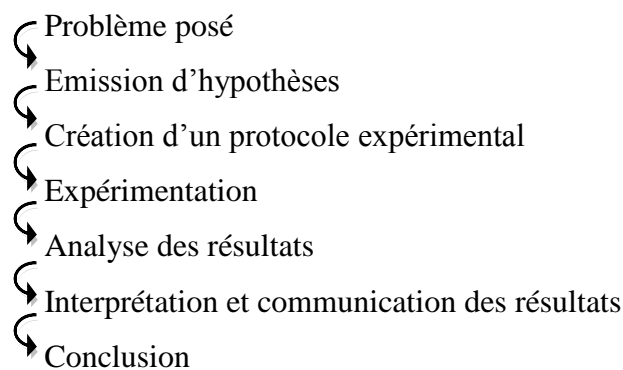 Problème posé
Emission d’hypothèses
Création d’un protocole expérimental
Expérimentation
Analyse des résultats
Interprétation et communication des résultats
Conclusion